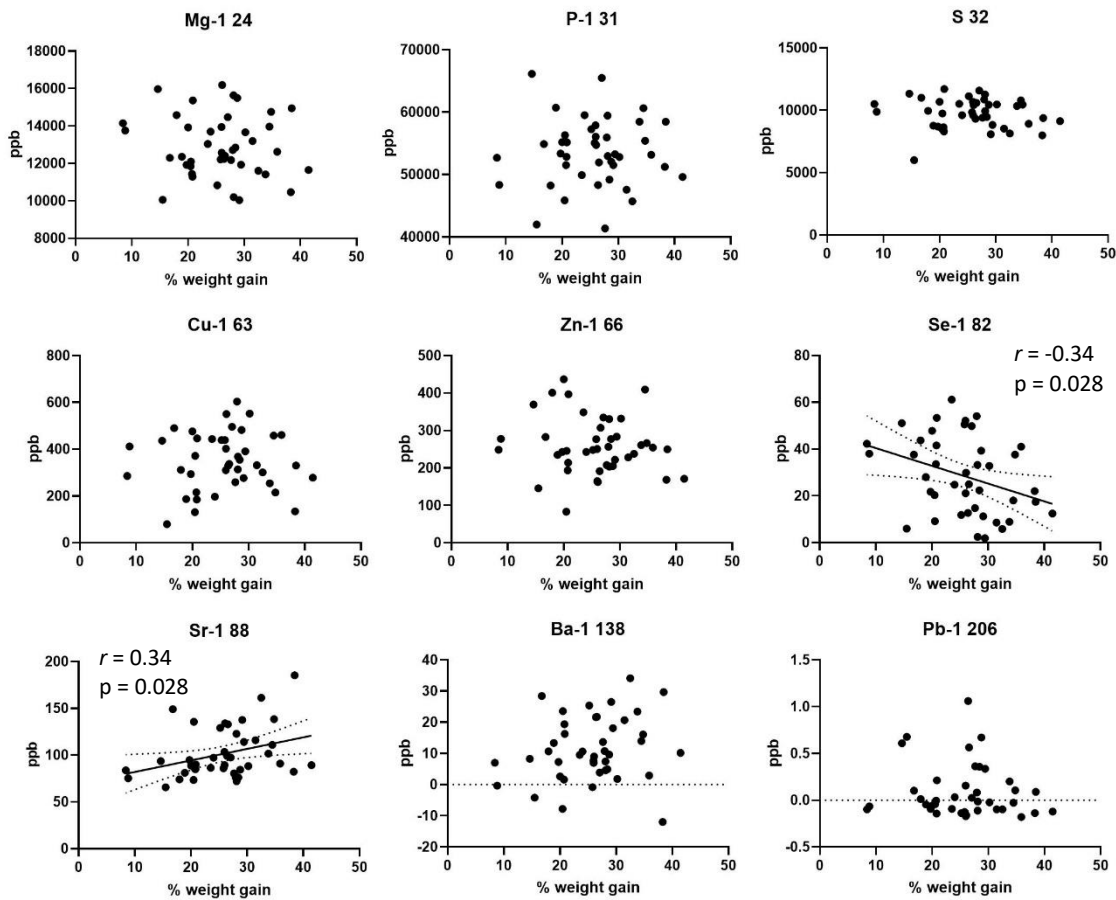 Mg-1 24
18000
16000
14000
12000
10000
8000
ppb
0 10 20 30 40 50
% weight gain
P-1 31
70000
60000
50000
40000
ppb
0 10 20 30 40 50
% weight gain
S 32
15000
10000
5000
0
ppb
0 10 20 30 40 50
% weight gain
Cu-1 63
800
600
400
200
0
ppb
0 10 20 30 40 50
% weight gain
Zn-1 66
500
400
300
200
100
0
ppb
0 10 20 30 40 50
% weight gain
Se-1 82
r = -0.34
p = 0.028
80
60
40
20
0
ppb
0 10 20 30 40 50
% weight gain
Sr-1 88
r = 0.34
p = 0.028
200
150
100
50
0
ppb
0 10 20 30 40 50
% weight gain
Ba-1 138
40
30
20
10
0
-10
-20
ppb
10 20 30 40 50
% weight gain
Pb-1 206
1.5
1.0
0.5
0.0
-0.5
ppb
10 20 30 40 50
% weight gain